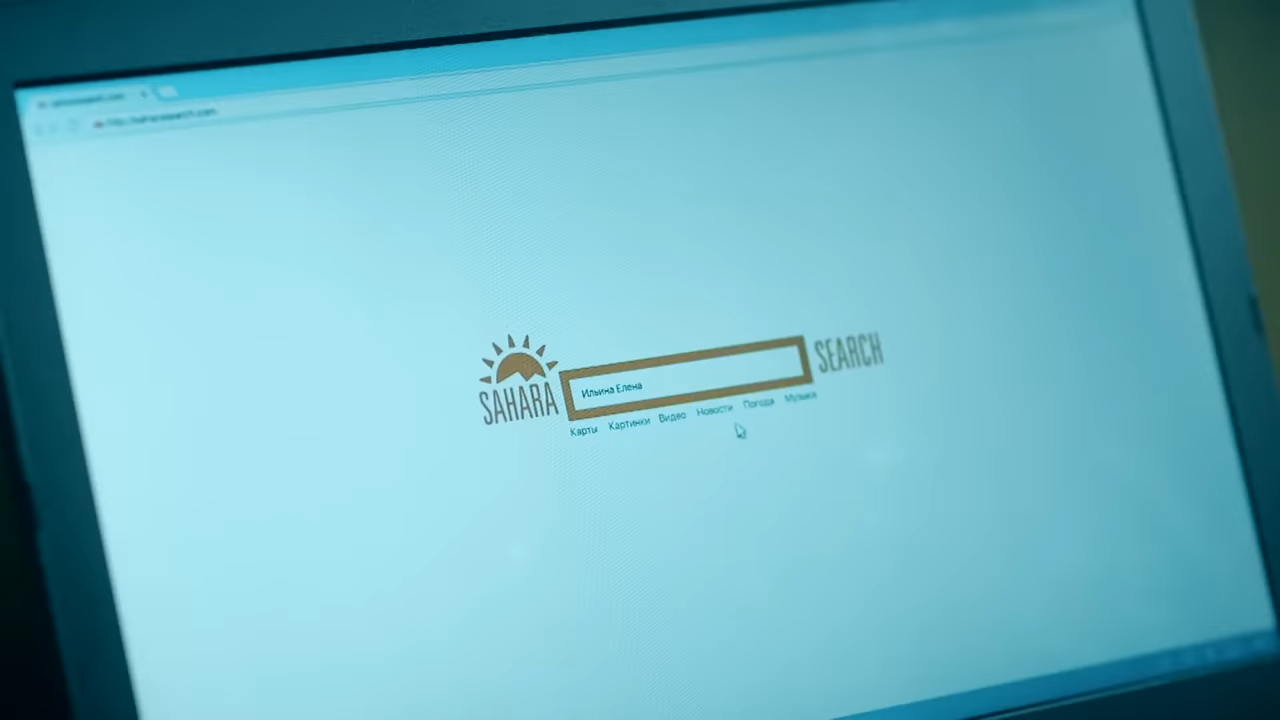 SAHARA
Ильина Елена
SEARCH
Карты Картинки Видео Новости Погода Музыка